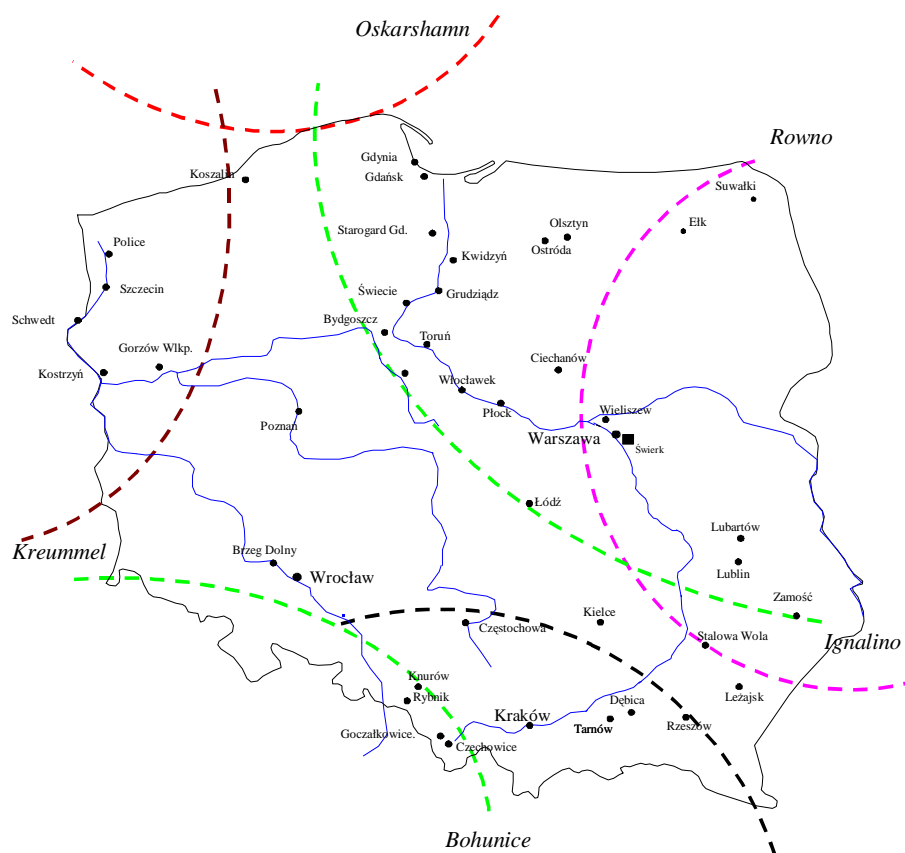 Oskarshamn
Rowno
Gdynia
Koszalin
Gdańsk
Suwałki
Ełk
Starogard Gd.
Olsztyn
Ostróda
Police
Kwidzyń
Szczecin
Świecie
Grudziądz
Schwedt
Bydgoszcz
Toruń
Gorzów Wlkp.
Ciechanów
Kostrzyń
Włocławek
Płock
Wieliszew
Poznan
Warszawa
Świerk
Łódź
Lubartów
Kreummel
Brzeg Dolny
Wrocław
Lublin
Zamość
Kielce
Częstochowa
Stalowa Wola
Ignalino
Knurów
Rybnik
Leżajsk
Dębica
Kraków
Tarnów
Rzeszów
Goczałkowice.
Czechowice
Bohunice